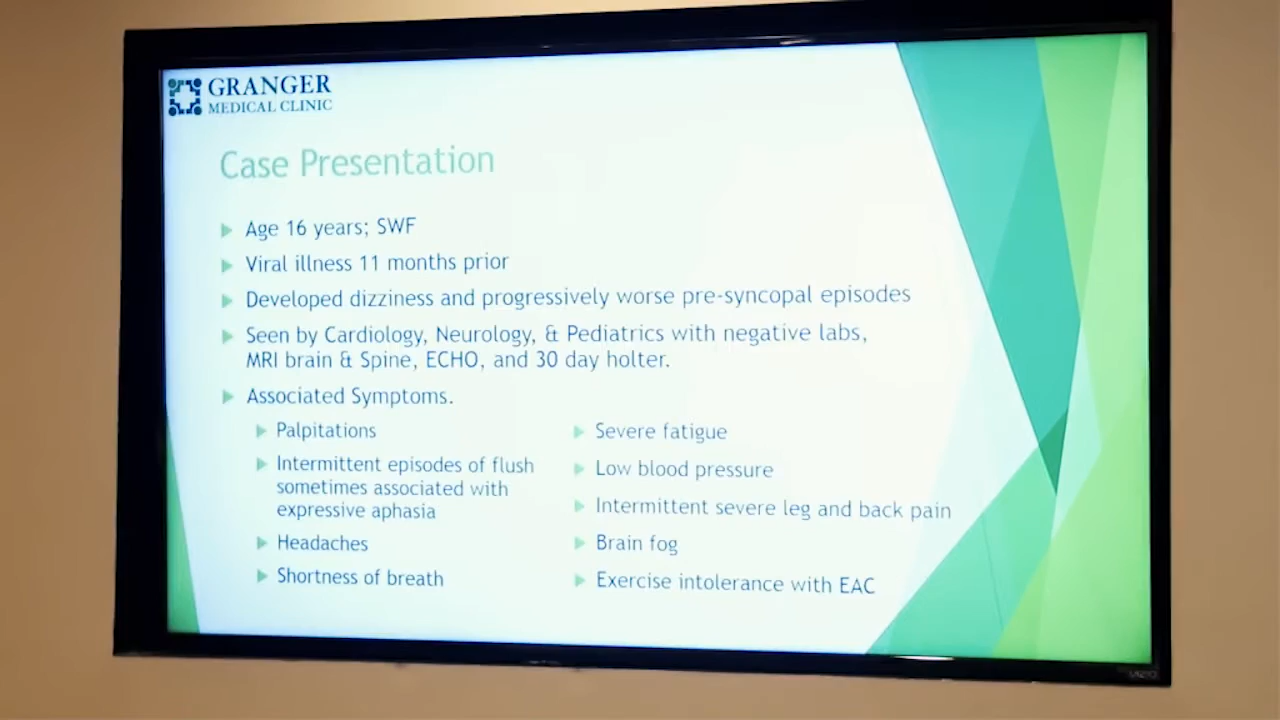 GRANGER
MEDICAL CLINIC
Case Presentation
Age 16 years; SWF
Viral illness 11 months prior
Developed dizziness and progressively worse pre-syncopal episodes
Seen by Cardiology, Neurology, & Pediatrics with negative labs,
MRI brain & Spine, ECHO, and 30 day holter.
Associated Symptoms.
Palpitations
Intermittent episodes of flush
sometimes associated with
expressive aphasia
Headaches
Shortness of breath
Severe fatigue
Low blood pressure
Intermittent severe leg and back pain
Brain fog
Exercise intolerance with EAC